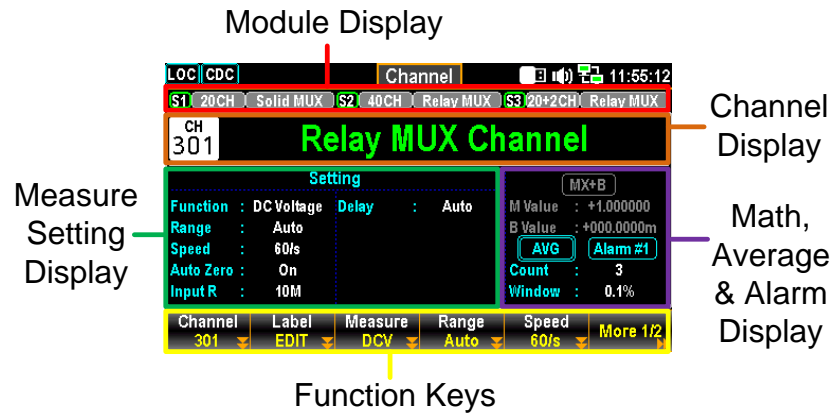 Module Display
LOC CDC Channel 11:55:12
S1 20CH Solid MUX S2 40CH Relay MUX S3 20+2CH Relay MUX
CH
301
Relay MUX Channel
Channel
Display
Measure
Setting
Display
Setting
Function : DC Voltage Delay : Auto
Range : Auto
Speed : 60/s
Auto Zero : On
Input R : 10M
MX+B
M Value : +1.000000
B Value : +000.0000m
AVG Alarm #1
Count : 3
Window : 0.1%
Math,
Average
& Alarm
Display
Channel Label Measure Range Speed More 1/2
301 EDIT DCV Auto 60/s
Function Keys